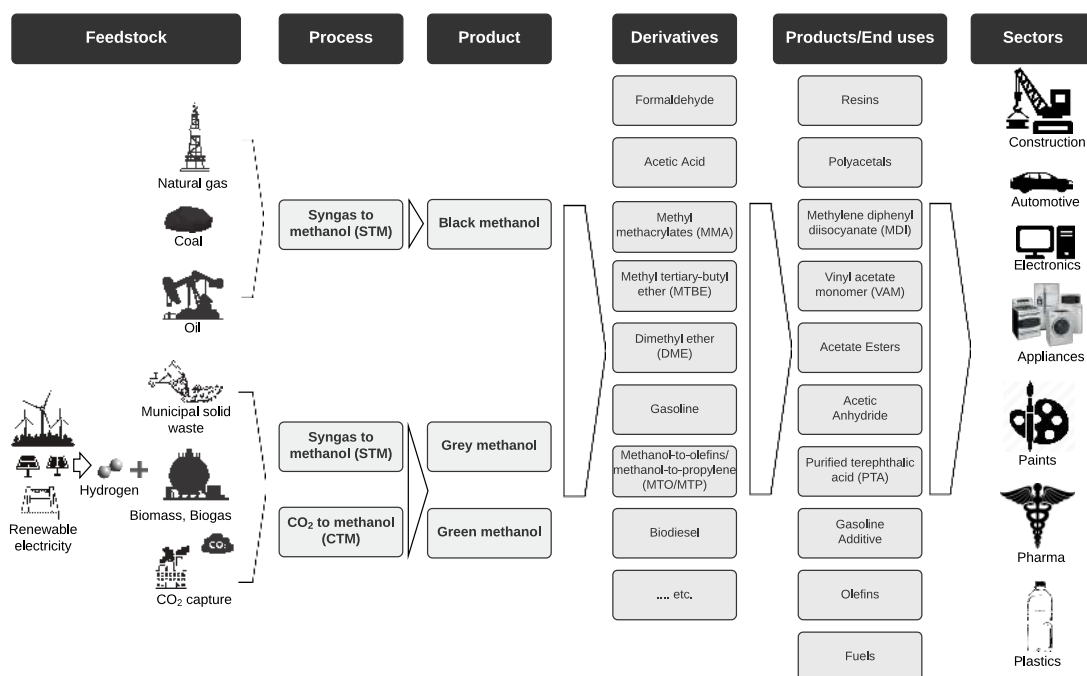 Feedstock
Process
Product
Derivatives
Products/End uses
Sectors
Natural gas
Coal
Oil
Municipal solid
waste
Hydrogen
Renewable
electricity
Biomass, Biogas
CO₂
CO₂ capture
Syngas to
methanol (STM)
Black methanol
Syngas to
methanol (STM)
Grey methanol
CO₂ to methanol
(CTM)
Green methanol
Formaldehyde
Acetic Acid
Methyl
methacrylates (MMA)
Methyl tertiary-butyl
ether (MTBE)
Dimethyl ether
(DME)
Gasoline
Methanol-to-olefins/
methanol-to-propylene
(MTO/MTP)
Biodiesel
.... etc.
Resins
Polyacetals
Methylene diphenyl
diisocyanate (MDI)
Vinyl acetate
monomer (VAM)
Acetate Esters
Acetic
Anhydride
Purified terephthalic
acid (PTA)
Gasoline
Additive
Olefins
Fuels
Construction
Automotive
Electronics
Appliances
Paints
Pharma
Plastics